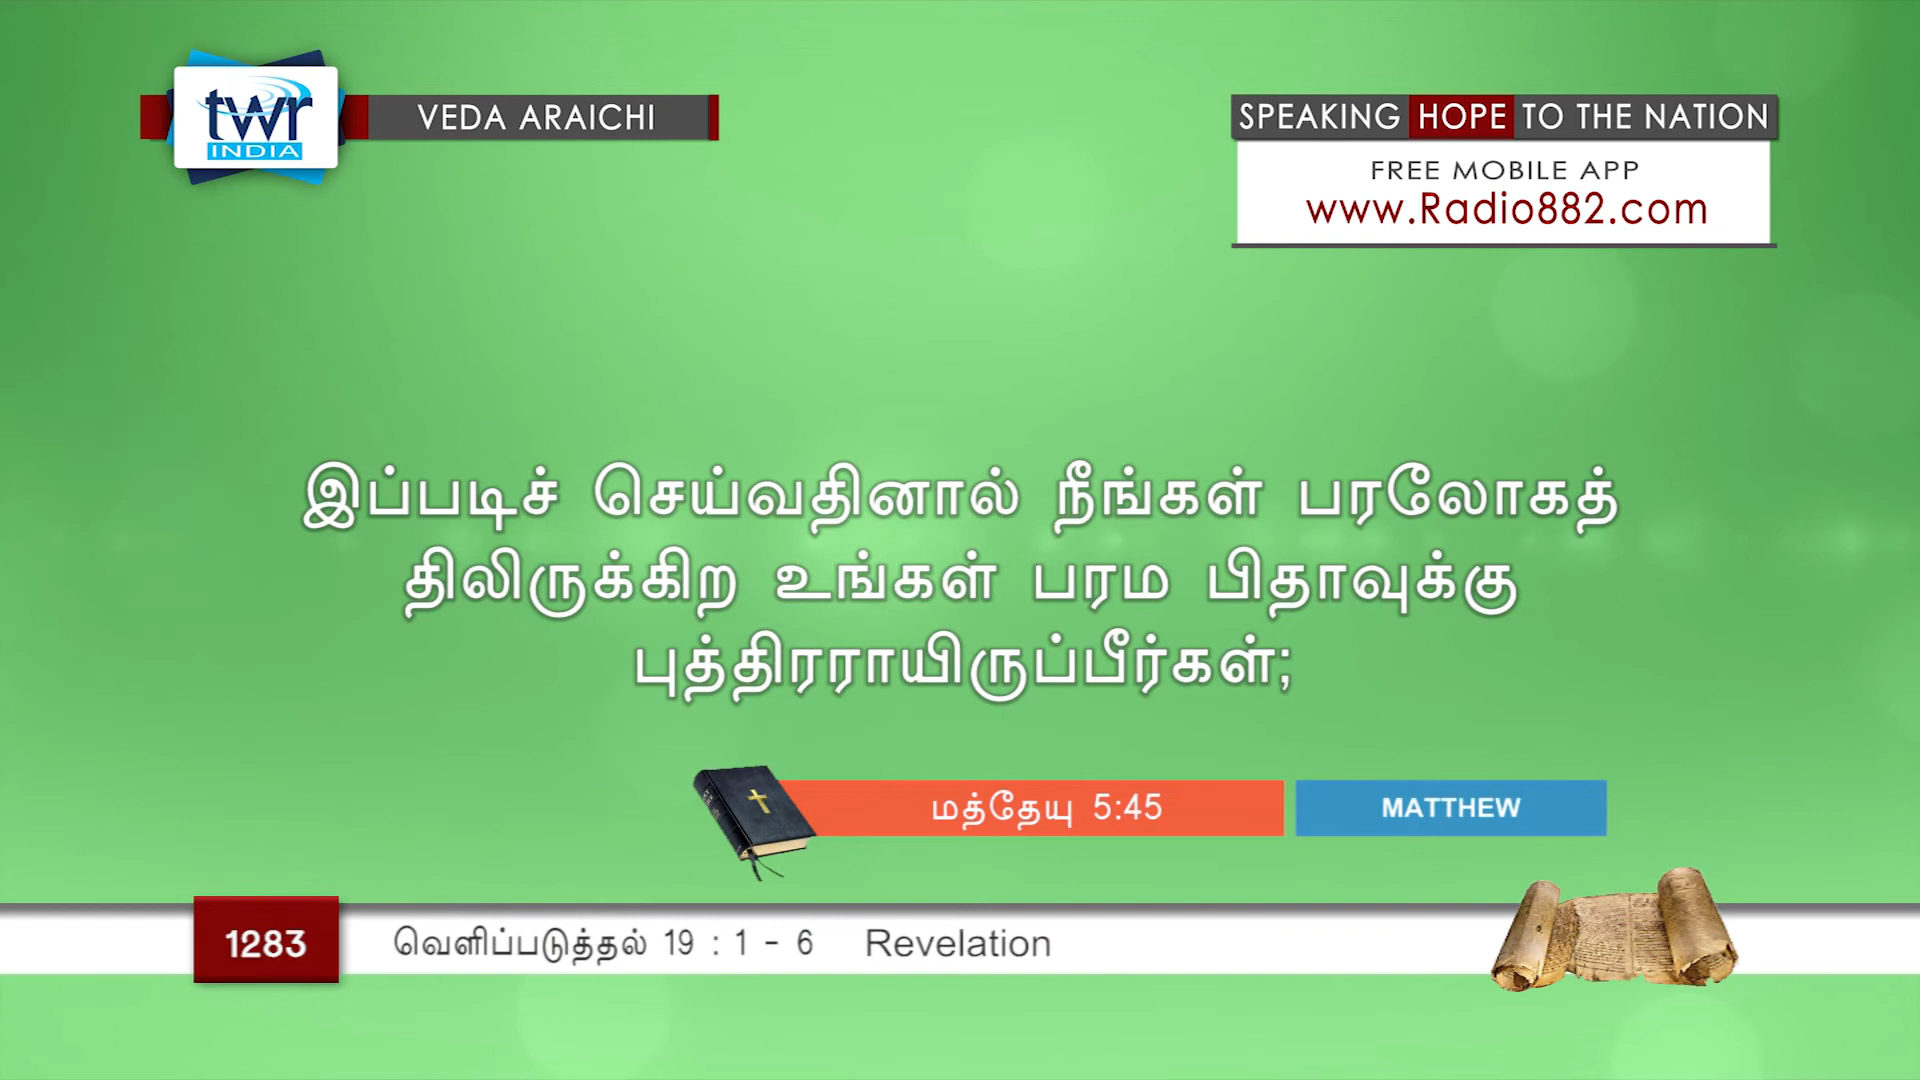 twr
INDIA
VEDA ARAICHI
SPEAKING HOPE TO THE NATION
FREE MOBILE APP
www.Radio882.com
இப்படிச் செய்வதினால் நீங்கள் பரலோகத்
திலிருக்கிற உங்கள் பரம பிதாவுக்கு
புத்திரராயிருப்பீர்கள்;
மத்தேயு 5:45
MATTHEW
1283
வெளிப்படுத்தல் 19 : 1 - 6 Revelation